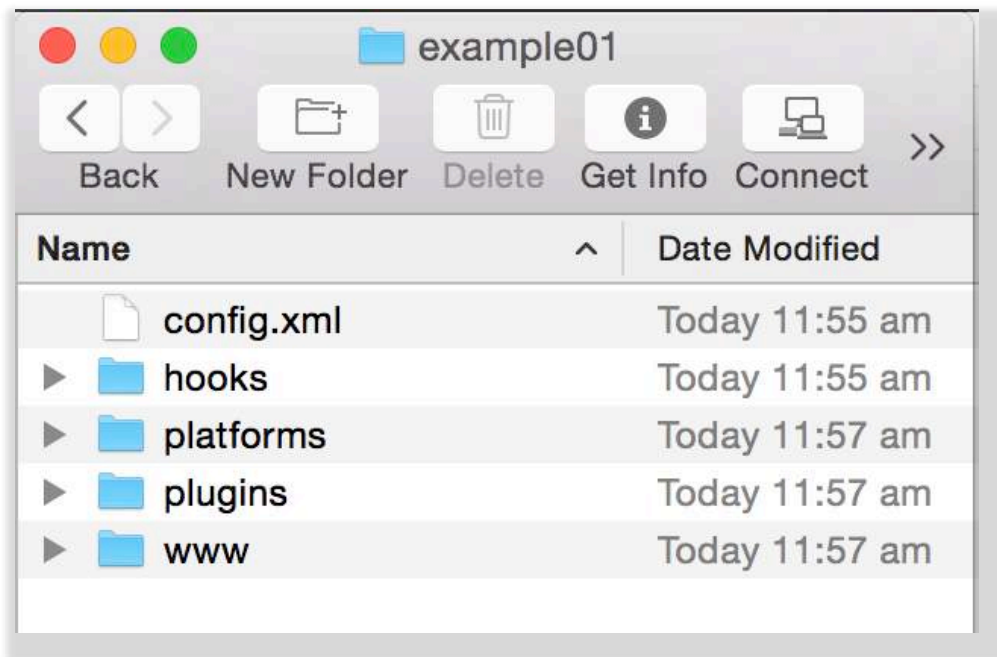 example01
Back New Folder Delete Get Info Connect
Name Date Modified
config.xml Today 11:55 am
hooks Today 11:55 am
platforms Today 11:57 am
plugins Today 11:57 am
www Today 11:57 am